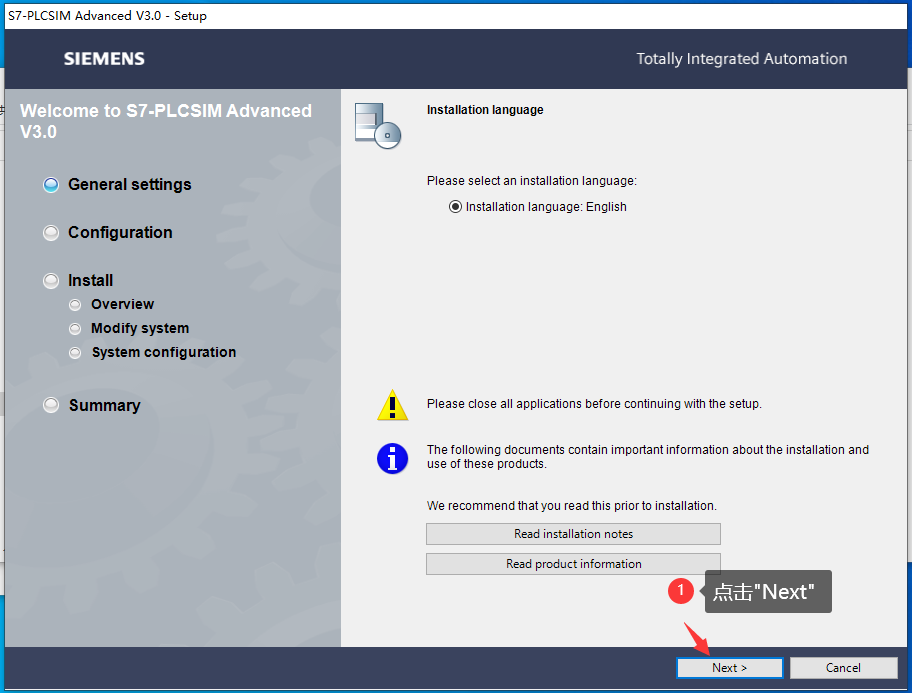 S7-PLCSIM Advanced V3.0 - Setup
SIEMENS
Totally Integrated Automation
Welcome to S7-PLCSIM Advanced
V3.0
General settings
Configuration
Install
Overview
Modify system
System configuration
Summary
Installation language
Please select an installation language:
Installation language: English
Please close all applications before continuing with the setup.
The following documents contain important information about the installation and
use of these products.
We recommend that you read this prior to installation.
Read installation notes
Read product information
1
点击"Next"
Next >
Cancel